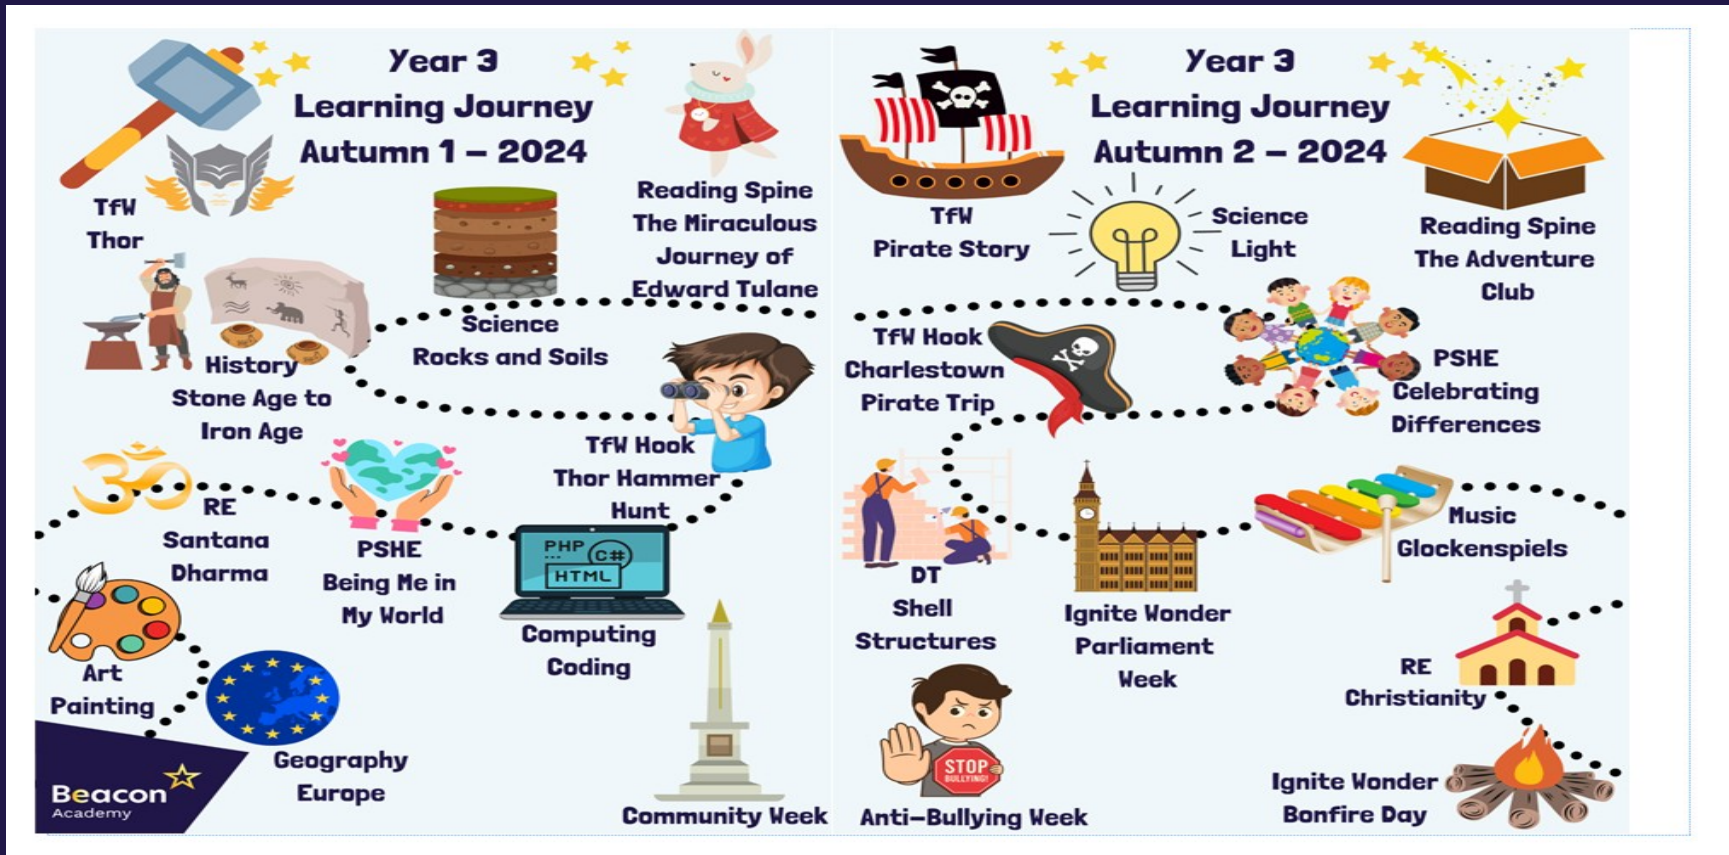 Year 3
Learning Journey
Autumn 1 – 2024
TfW
Thor
Reading Spine
The Miraculous
Journey of
Edward Tulane
Science
Rocks and Soils
History
Stone Age to
Iron Age
TfW Hook
Thor Hammer
Hunt
RE
Santana
Dharma
PSHE
Being Me in
My World
PHP
C#
HTML
Computing
Coding
Art
Painting
Geography
Europe
Community Week
Beacon
Academy
Year 3
Learning Journey
Autumn 2 – 2024
TfW
Pirate Story
Science
Light
Reading Spine
The Adventure
Club
TfW Hook
Charlestown
Pirate Trip
PSHE
Celebrating
Differences
DT
Shell
Structures
Ignite Wonder
Parliament
Week
Music
Glockenspiels
RE
Christianity
STOP
BULLYING!
Anti-Bullying Week
Ignite Wonder
Bonfire Day